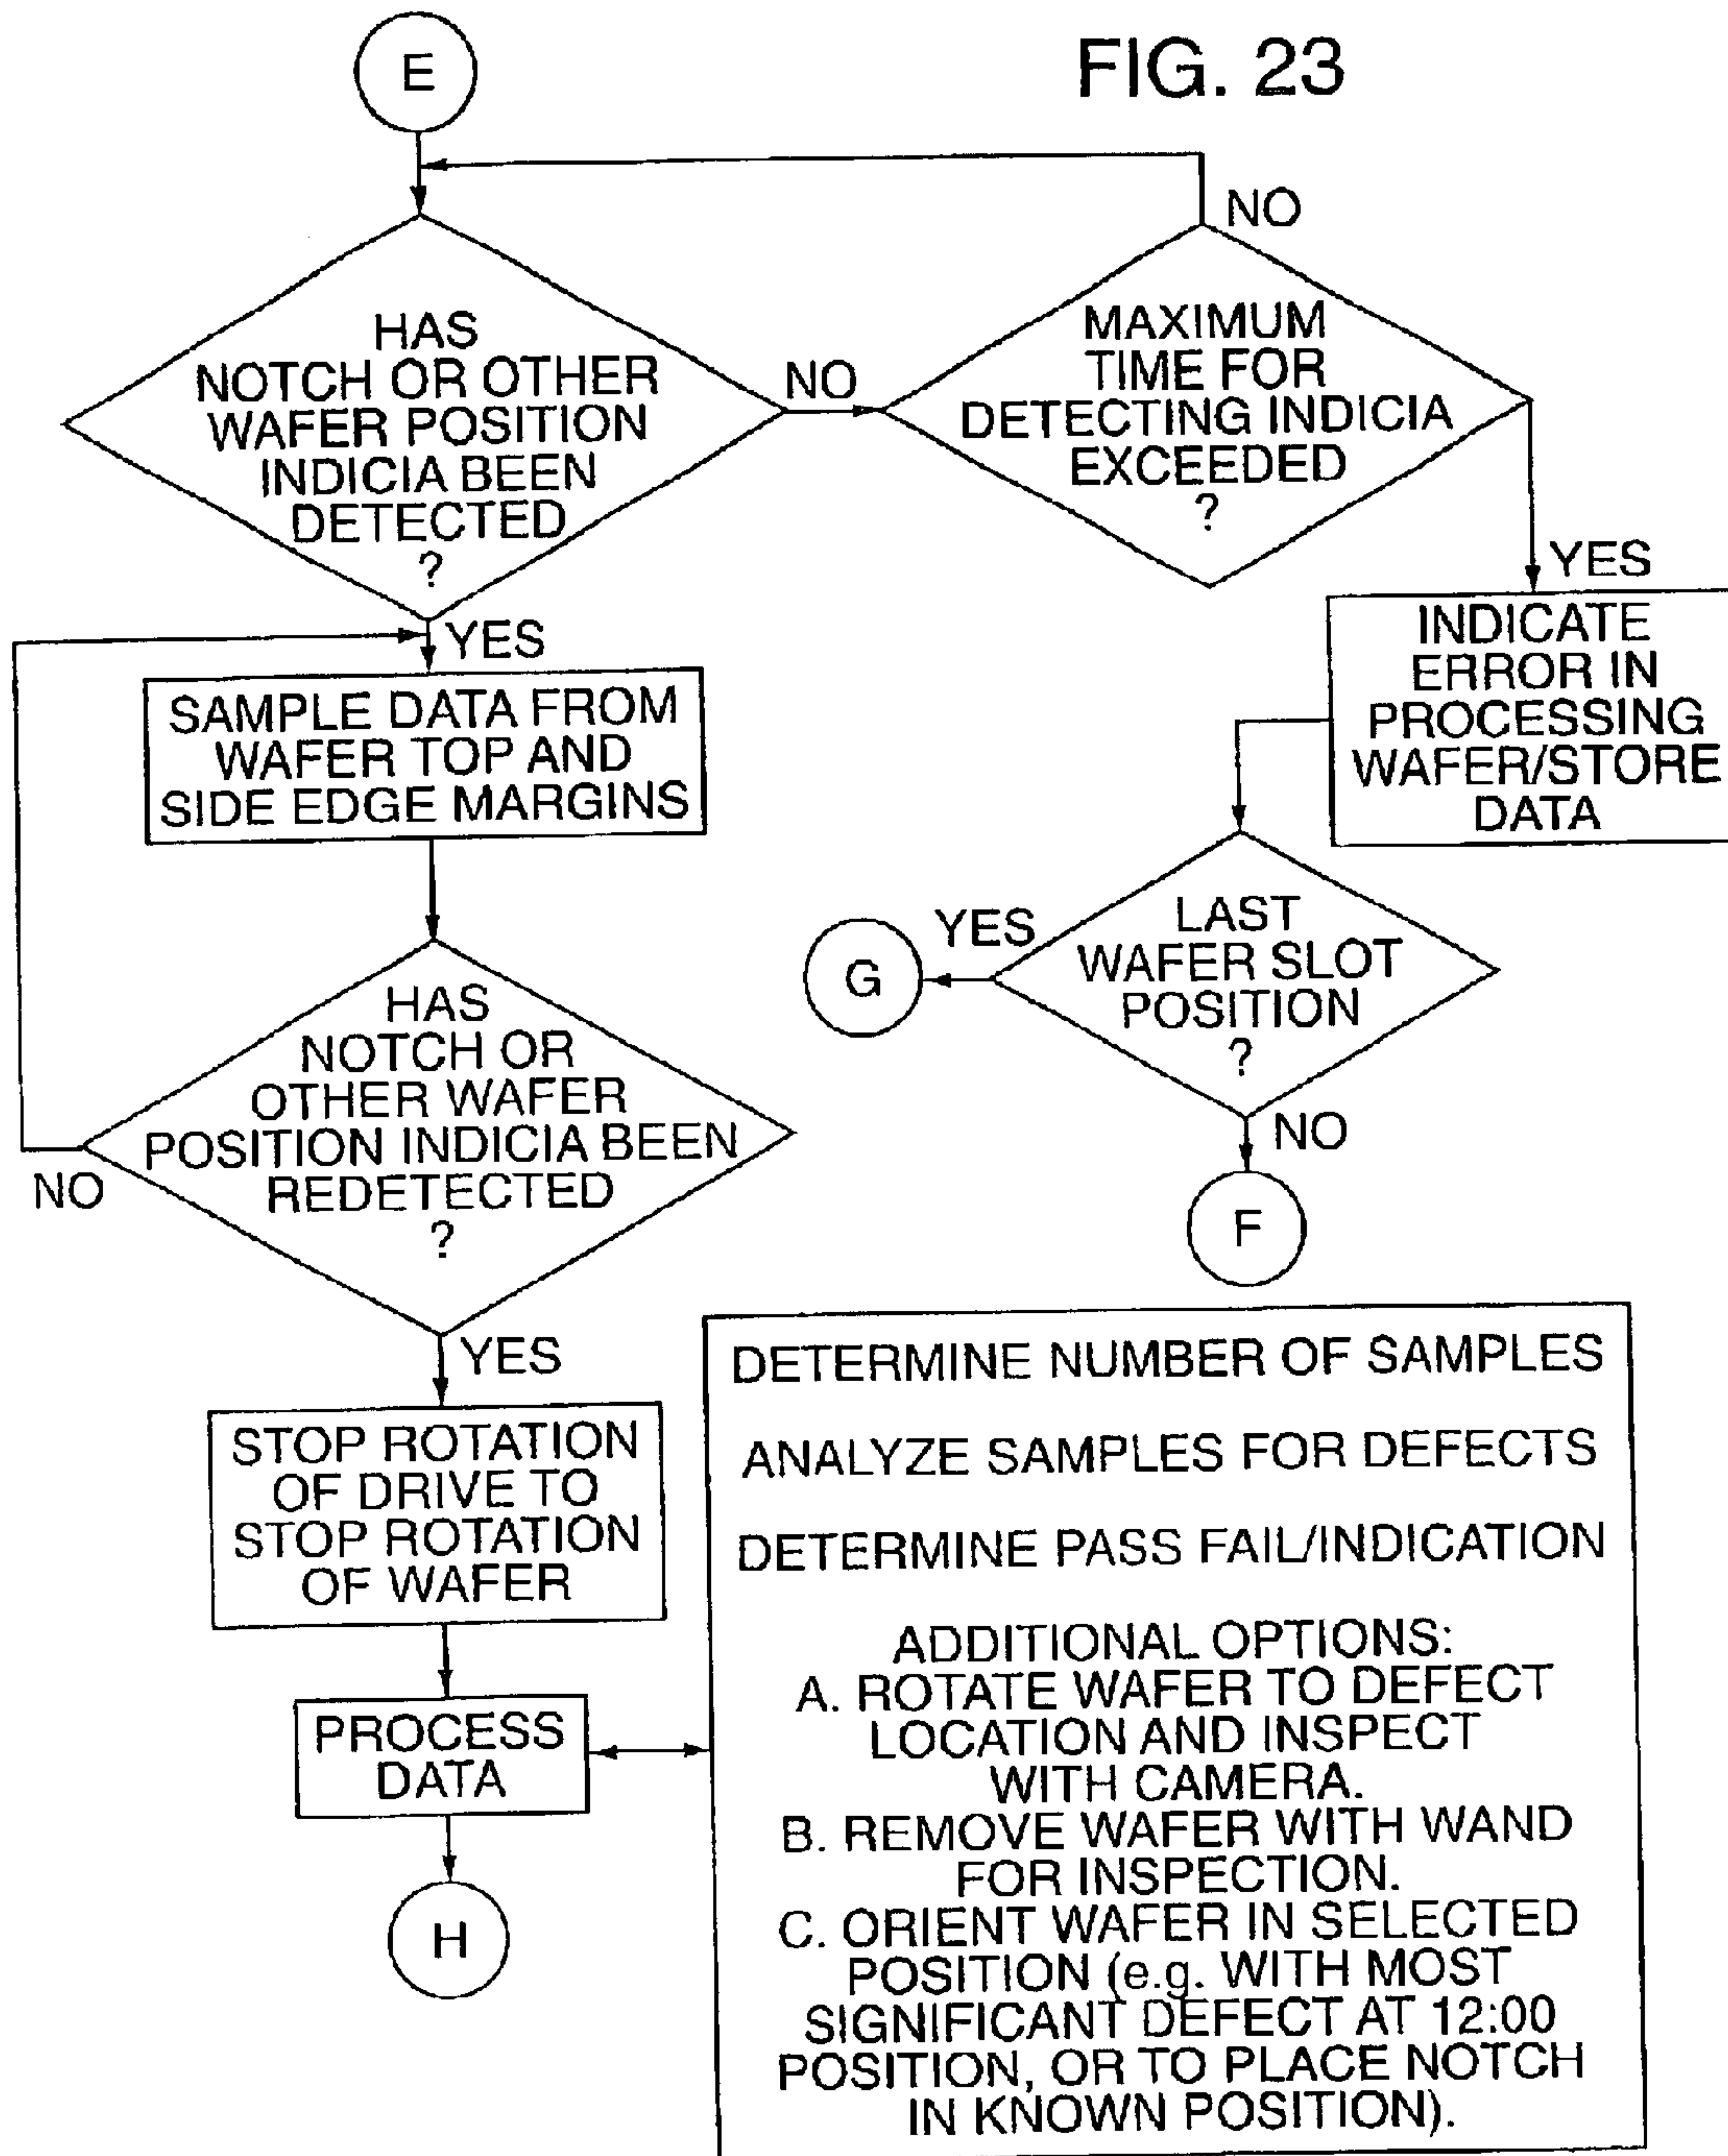 E
FIG. 23
NO
HAS
NOTCH OR OTHER
WAFER POSITION
INDICIA BEEN
DETECTED
?
NO
MAXIMUM
TIME FOR
DETECTING INDICIA
EXCEEDED
?
YES
YES
INDICATE
ERROR IN
PROCESSING
WAFER/STORE
DATA
SAMPLE DATA FROM
WAFER TOP AND
SIDE EDGE MARGINS
LAST
WAFER SLOT
POSITION
?
YES
G
NO
F
HAS
NOTCH OR
OTHER WAFER
POSITION INDICIA BEEN
REDETECTED
?
NO
YES
STOP ROTATION
OF DRIVE TO
STOP ROTATION
OF WAFER
PROCESS
DATA
H
DETERMINE NUMBER OF SAMPLES
ANALYZE SAMPLES FOR DEFECTS
DETERMINE PASS FAIL/INDICATION
ADDITIONAL OPTIONS:
A. ROTATE WAFER TO DEFECT
LOCATION AND INSPECT
WITH CAMERA.
B. REMOVE WAFER WITH WAND
FOR INSPECTION.
C. ORIENT WAFER IN SELECTED
POSITION (e.g. WITH MOST
SIGNIFICANT DEFECT AT 12:00
POSITION, OR TO PLACE NOTCH
IN KNOWN POSITION).